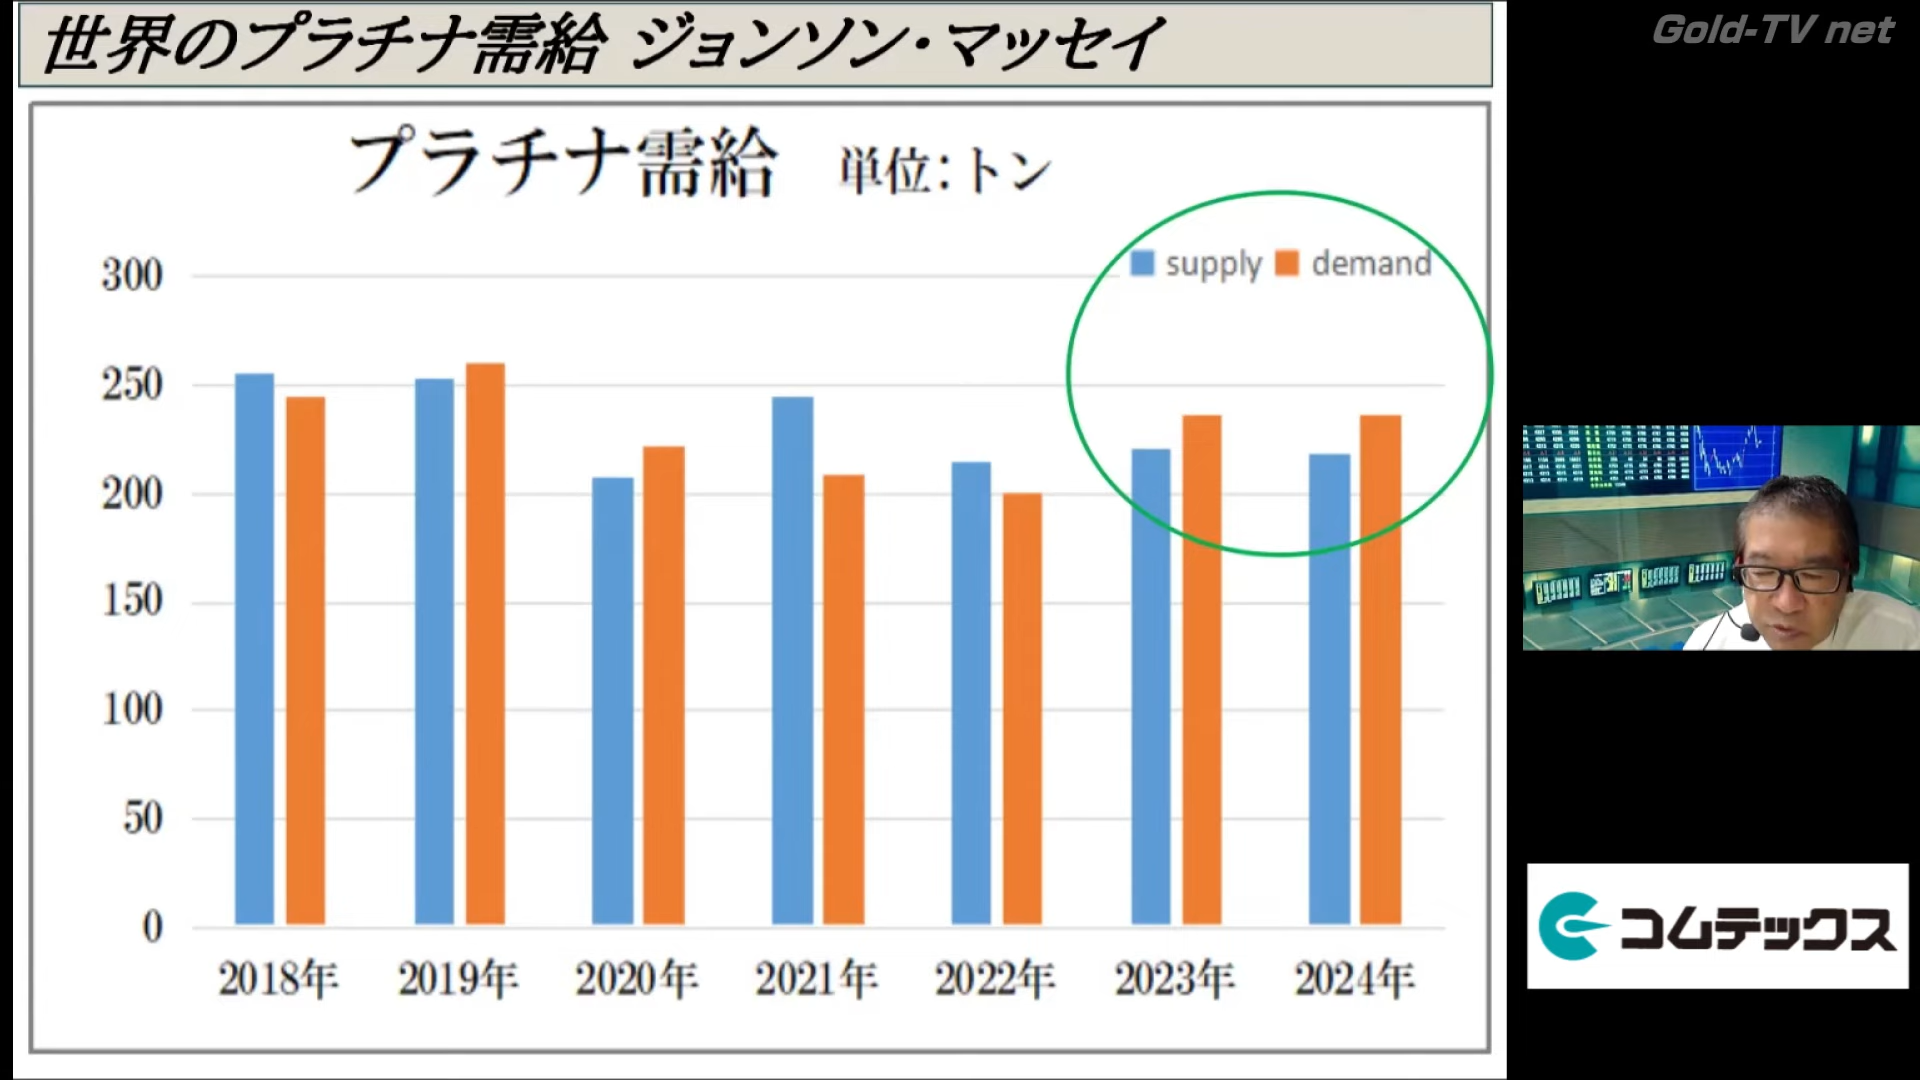 世界のプラチナ需給 ジョンソン・マッセイ
Gold-TV net
プラチナ需給 単位:トン
supply demand
300
250
200
150
100
50
0
2018年 2019年 2020年 2021年 2022年 2023年 2024年
コムテックス